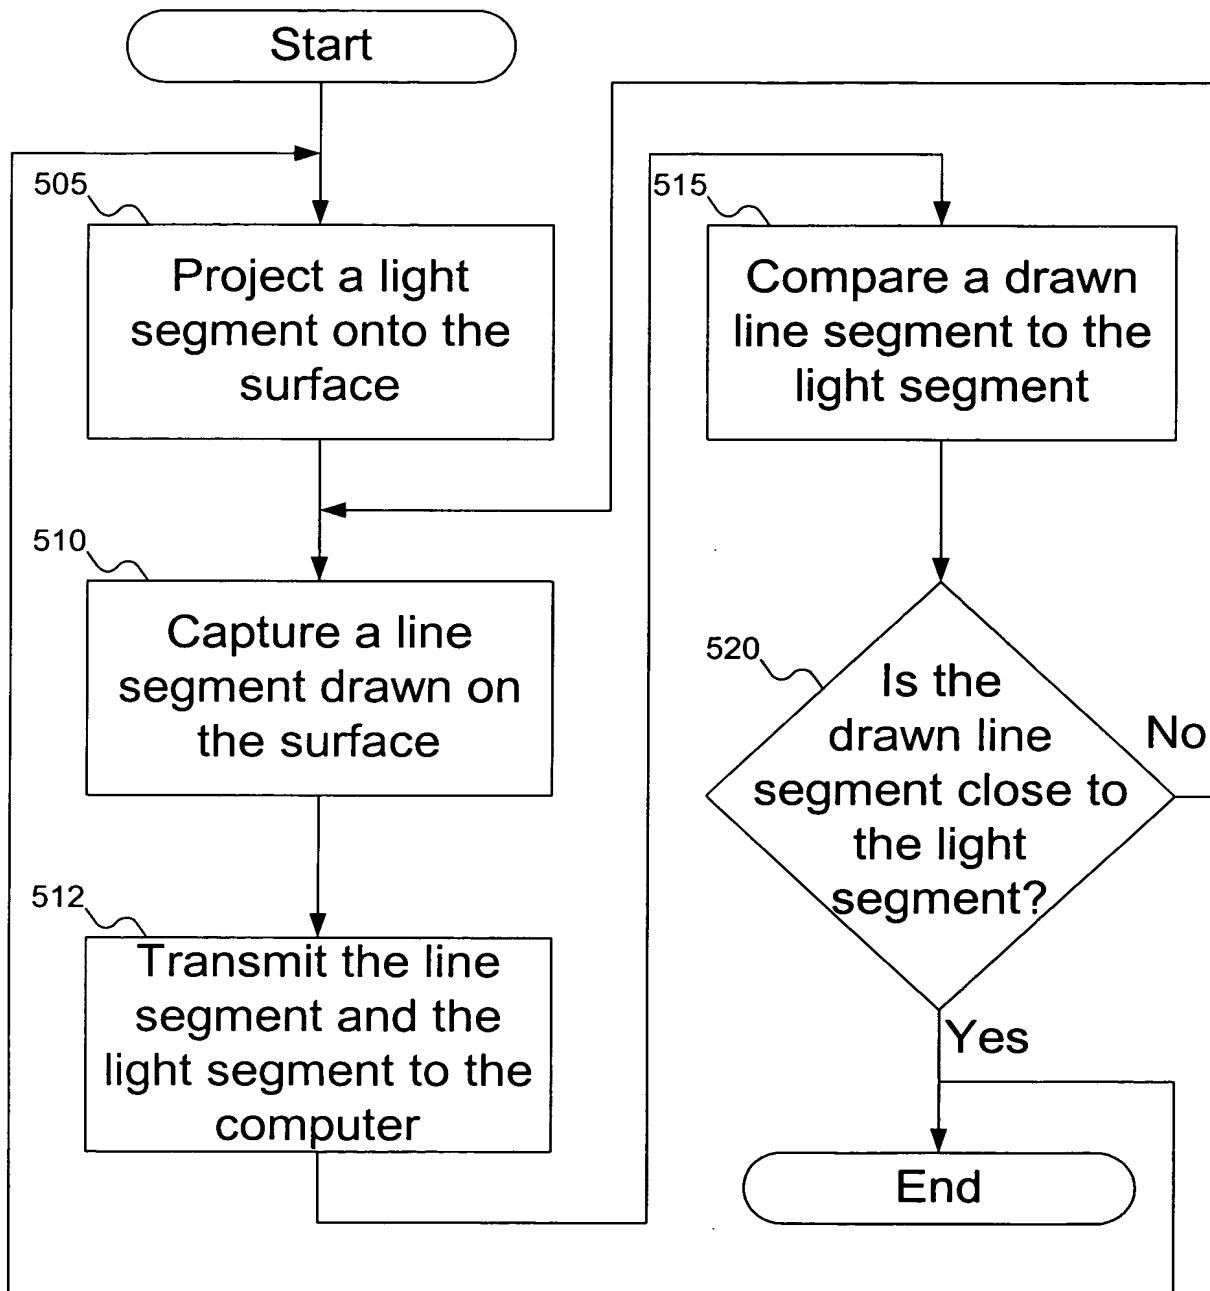 Start
505
Project a light
segment onto the
surface
510
Capture a line
segment drawn on
the surface
512
Transmit the line
segment and the
light segment to the
computer
515
Compare a drawn
line segment to the
light segment
520
Is the
drawn line
segment close to
the light
segment?
No
Yes
End